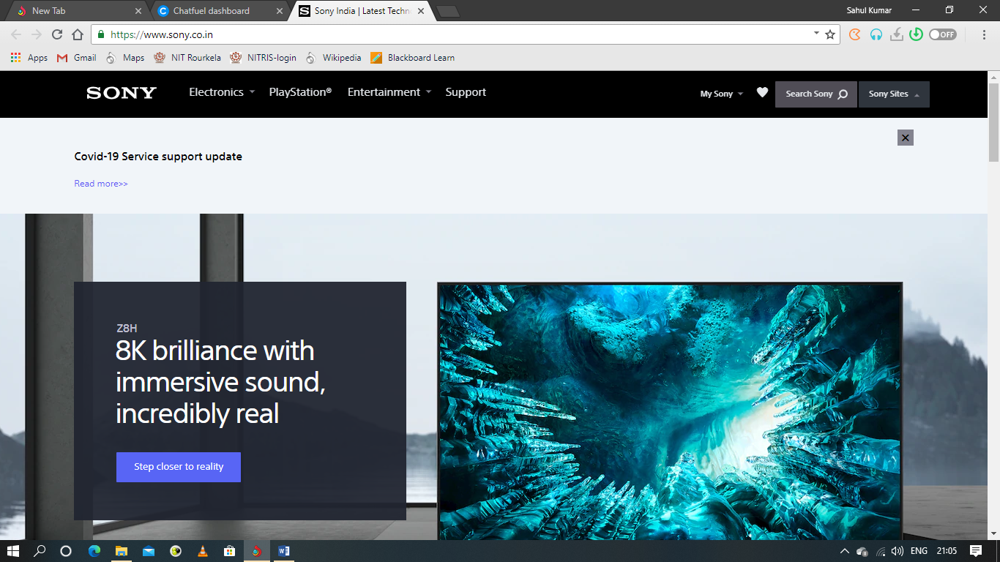 New Tab
Chatfuel dashboard
Sony India | Latest Techn
Sahul Kumar
https://www.sony.co.in
OFF
Apps
Gmail
Maps
NIT Rourkela
NITRIS-login
Wikipedia
Blackboard Learn
SONY
Electronics
PlayStation®
Entertainment
Support
My Sony
Search Sony
Sony Sites
Covid-19 Service support update
Read more>>
Z8H
8K brilliance with
immersive sound,
incredibly real
Step closer to reality
ENG
21:05